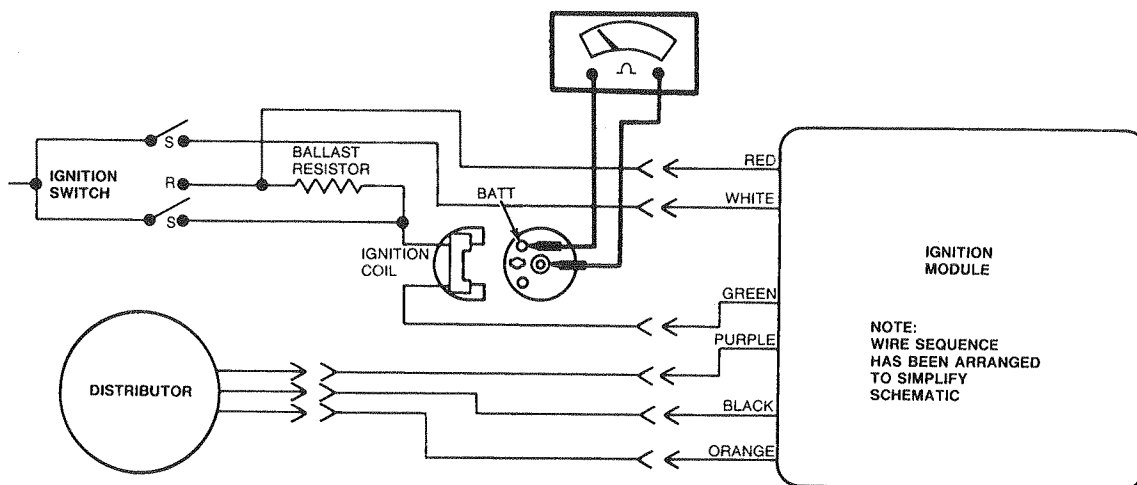 Ω
S
RED
BALLAST
RESISTOR
IGNITION
SWITCH
R
BATT
WHITE
S
IGNITION
COIL
IGNITION
MODULE
GREEN
PURPLE
NOTE:
WIRE SEQUENCE
HAS BEEN ARRANGED
TO SIMPLIFY
SCHEMATIC
DISTRIBUTOR
BLACK
ORANGE